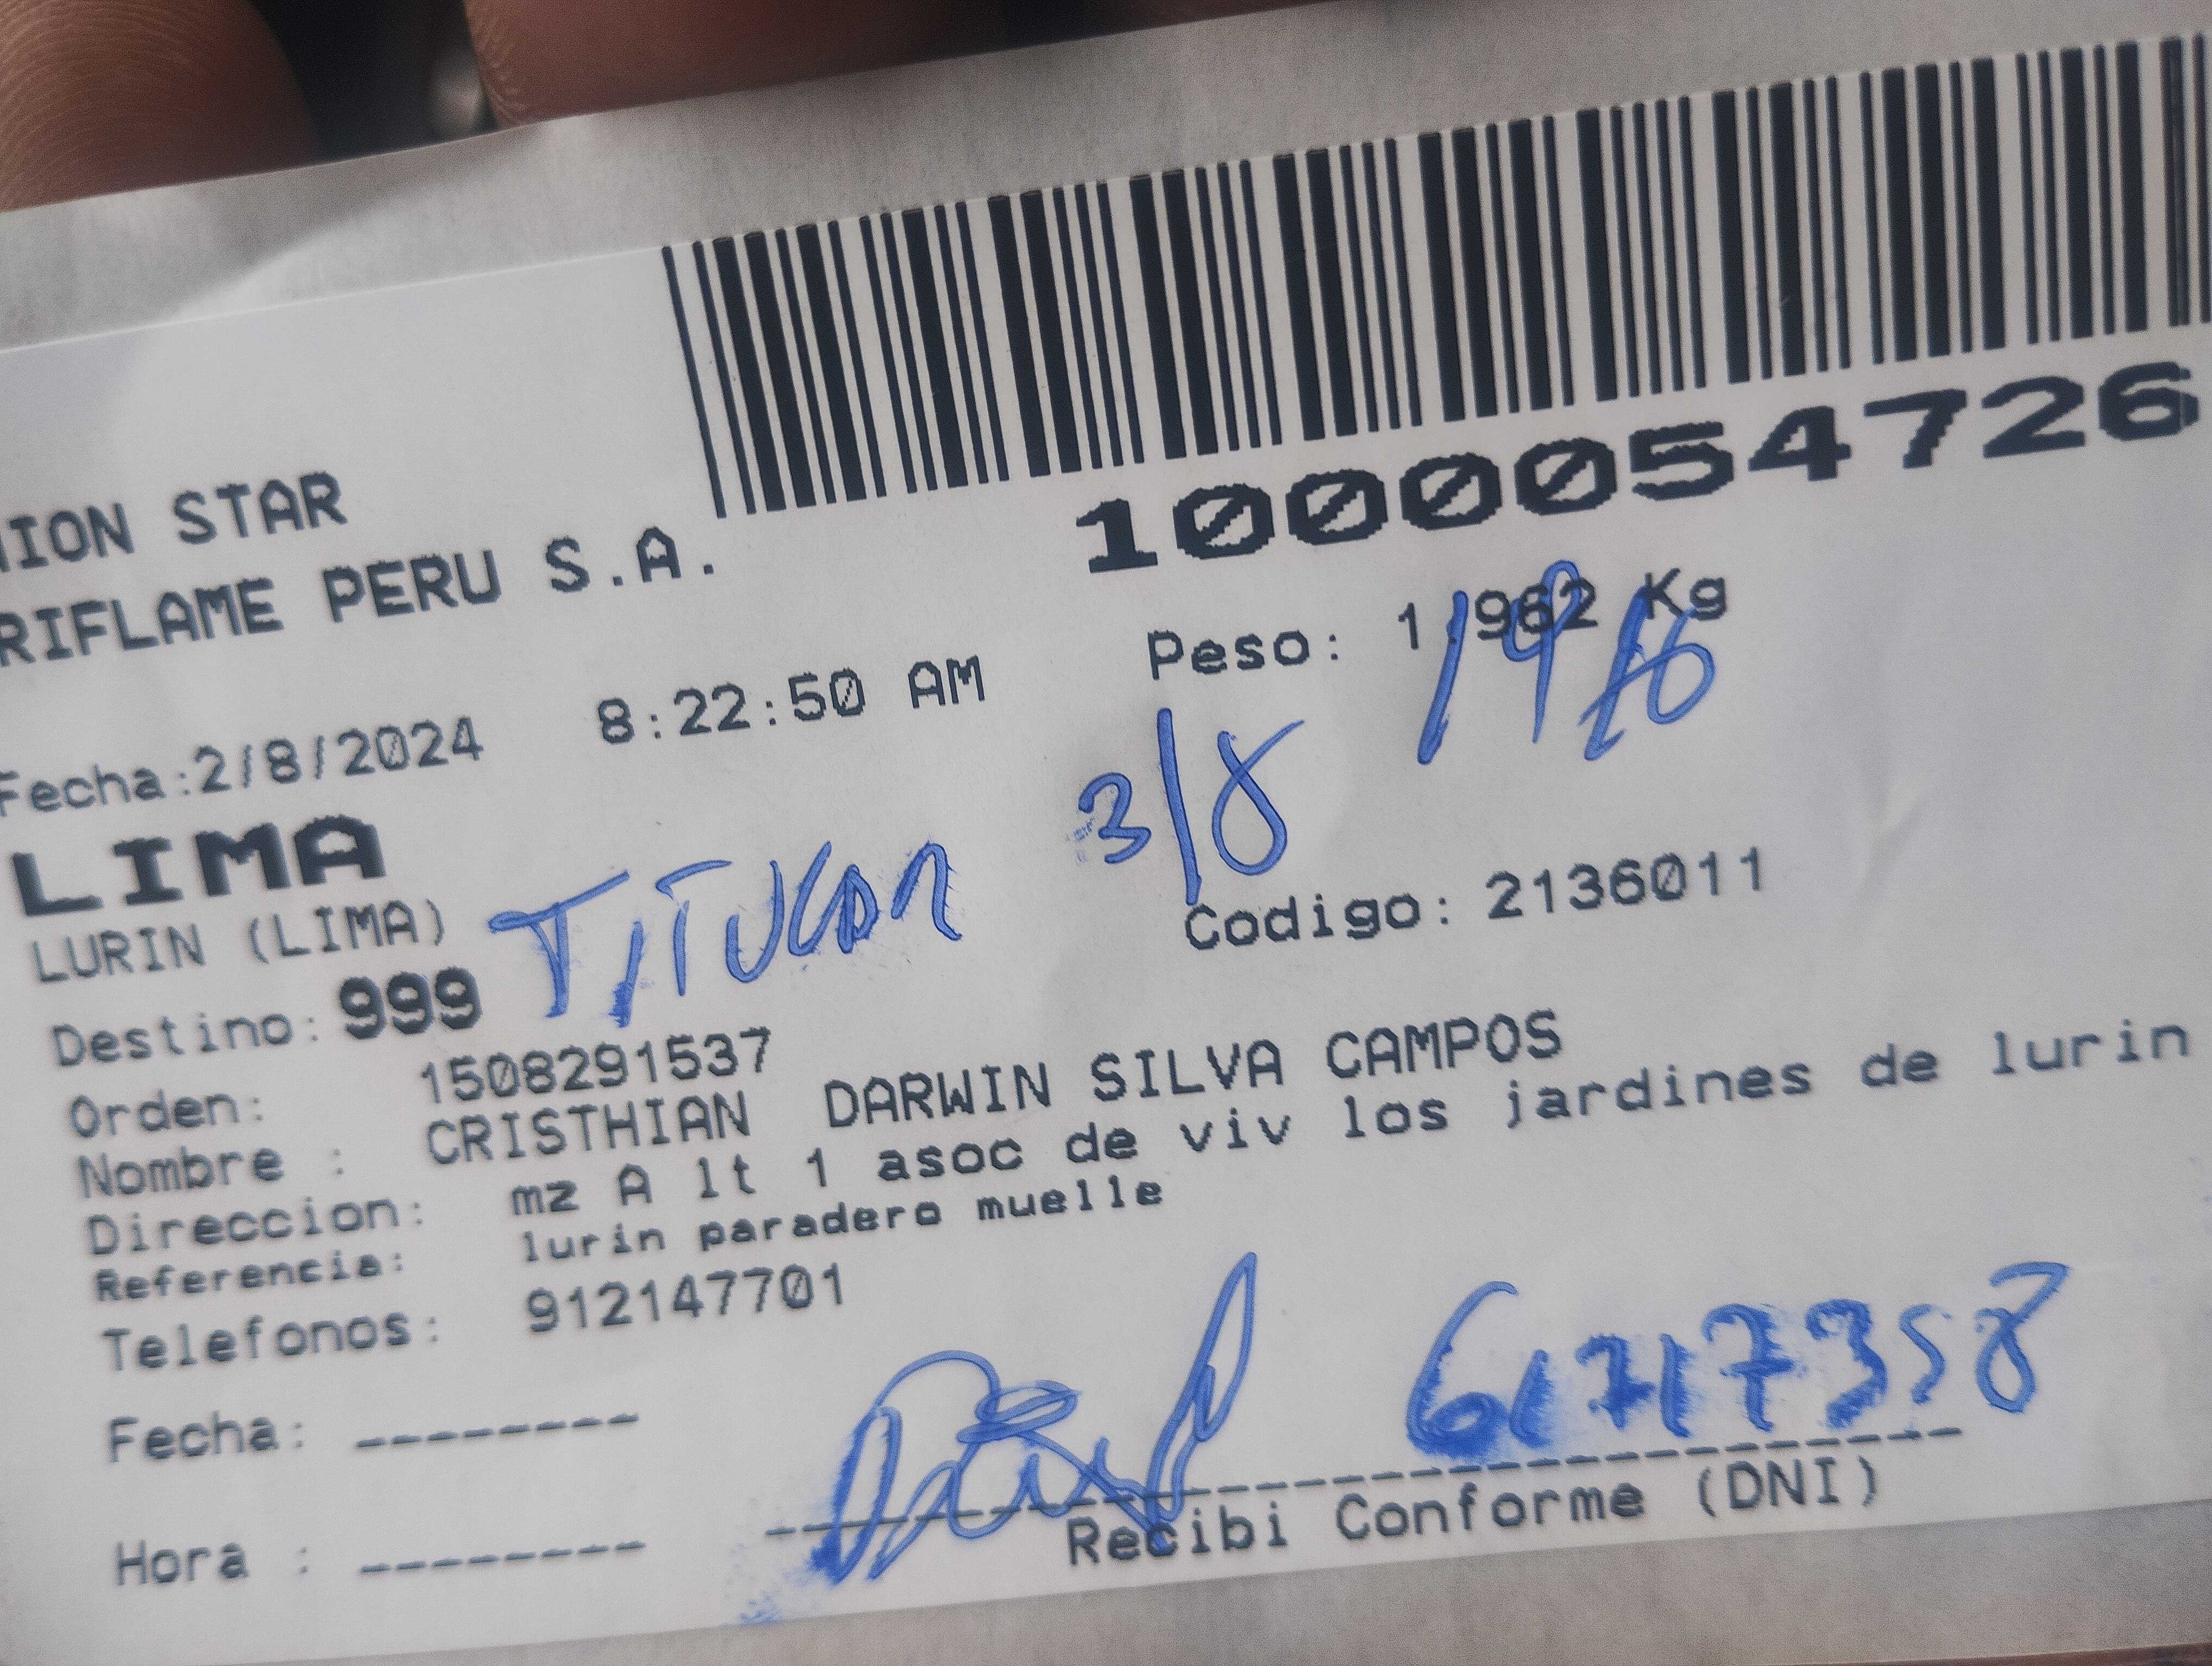 ION STAR
RIFLAME PERU S.A.
1000054726
Fecha:2/8/2024 8:22:50 AM Peso: 1.962 Kg
3/8
LIMA
LURIN (LIMA) TITULAR
Codigo: 2136011
Destino: 999
Orden: 1508291537
Nombre : CRISTHIAN DARWIN SILVA CAMPOS
Direccion: mz A lt 1 asoc de viv los jardines de lurin
Referencia: lurin paradero muelle
Telefonos: 912147701
Fecha: --------
Hora : --------
Recibi Conforme (DNI)